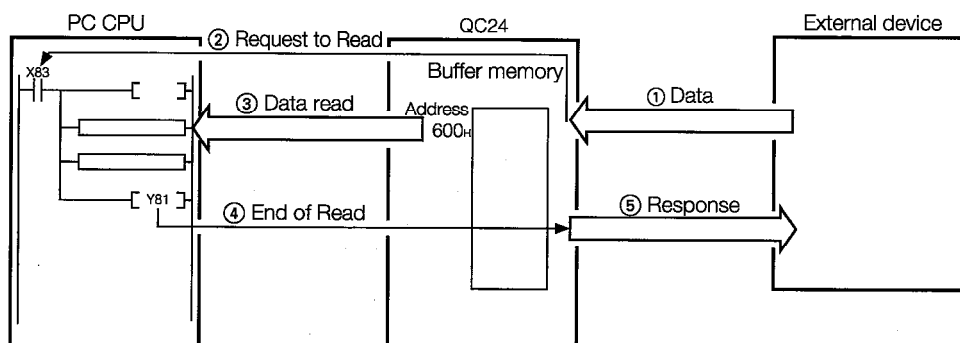 PC CPU
QC24
External device
② Request to Read
X83
Buffer memory
③ Data read
Address
600H
① Data
Y81
④ End of Read
⑤ Response